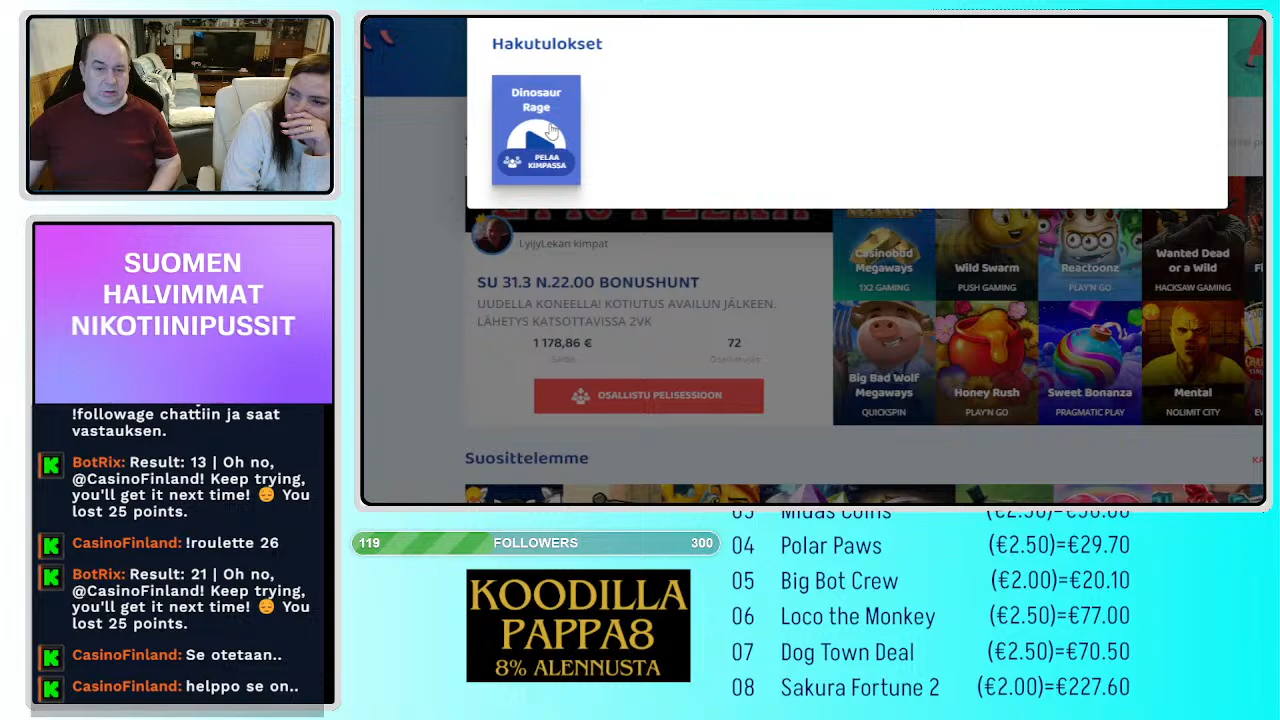 Hakutulokset
Dinosaur
Rage
PELAA
KIMPASSA
LyijyLekan kimpat
SU 31.3 N.22.00 BONUSHUNT
UUDELLA KONEELLA! KOTIUTUS AVAILUN JÄLKEEN.
LÄHETYS KATSOTTAVISSA 2VK
1 178,86 €
72
Osallistujaa
OSALLISTU PELISESSIOON
Casinobud
Megaways
1X2 GAMING
Wild Swarm
PUSH GAMING
Reactoonz
PLAY'N GO
Wanted Dead
or a Wild
HACKSAW GAMING
Big Bad Wolf
Megaways
QUICKSPIN
Honey Rush
PLAY'N GO
Sweet Bonanza
PRAGMATIC PLAY
Mental
NOLIMIT CITY
Suosittelemme
SUOMEN
HALVIMMAT
NIKOTIINIPUSSIT
!followage chattiin ja saat
vastauksen.
BotRix: Result: 13 | Oh no,
@CasinoFinland! Keep trying,
you'll get it next time! 😔 You
lost 25 points.
CasinoFinland: !roulette 26
BotRix: Result: 21 | Oh no,
@CasinoFinland! Keep trying,
you'll get it next time! 😔 You
lost 25 points.
CasinoFinland: Se otetaan..
CasinoFinland: helppo se on..
119 FOLLOWERS 300
KOODILLA
PAPPA8
8% ALENNUSTA
03 Midas Coins
04 Polar Paws (€2.50)=€29.70
05 Big Bot Crew (€2.00)=€20.10
06 Loco the Monkey (€2.50)=€77.00
07 Dog Town Deal (€2.50)=€70.50
08 Sakura Fortune 2 (€2.00)=€227.60